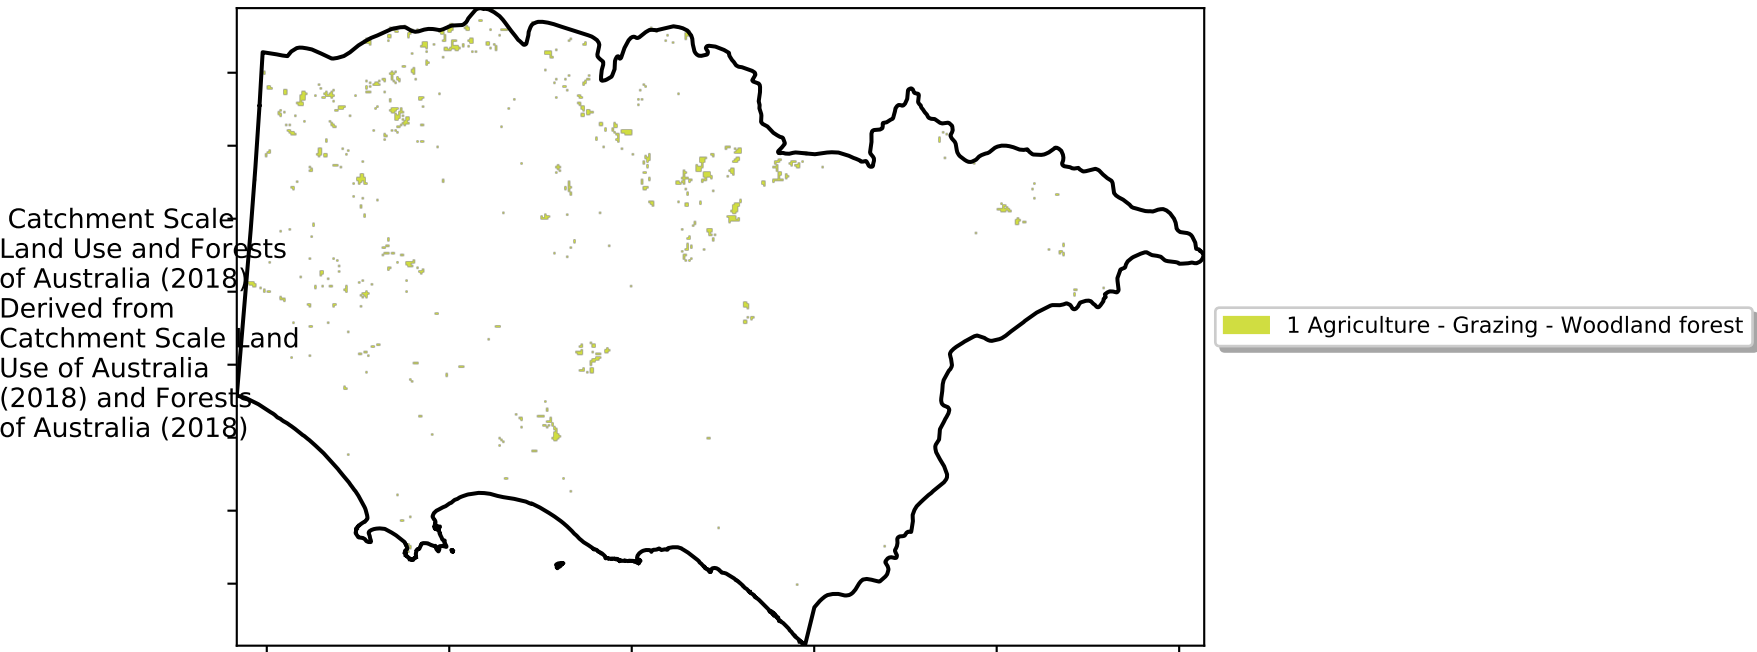 Catchment Scale
Land Use and Forests
of Australia (2018)
Derived from
Catchment Scale Land
Use of Australia
(2018) and Forests
of Australia (2018)
1 Agriculture - Grazing - Woodland forest